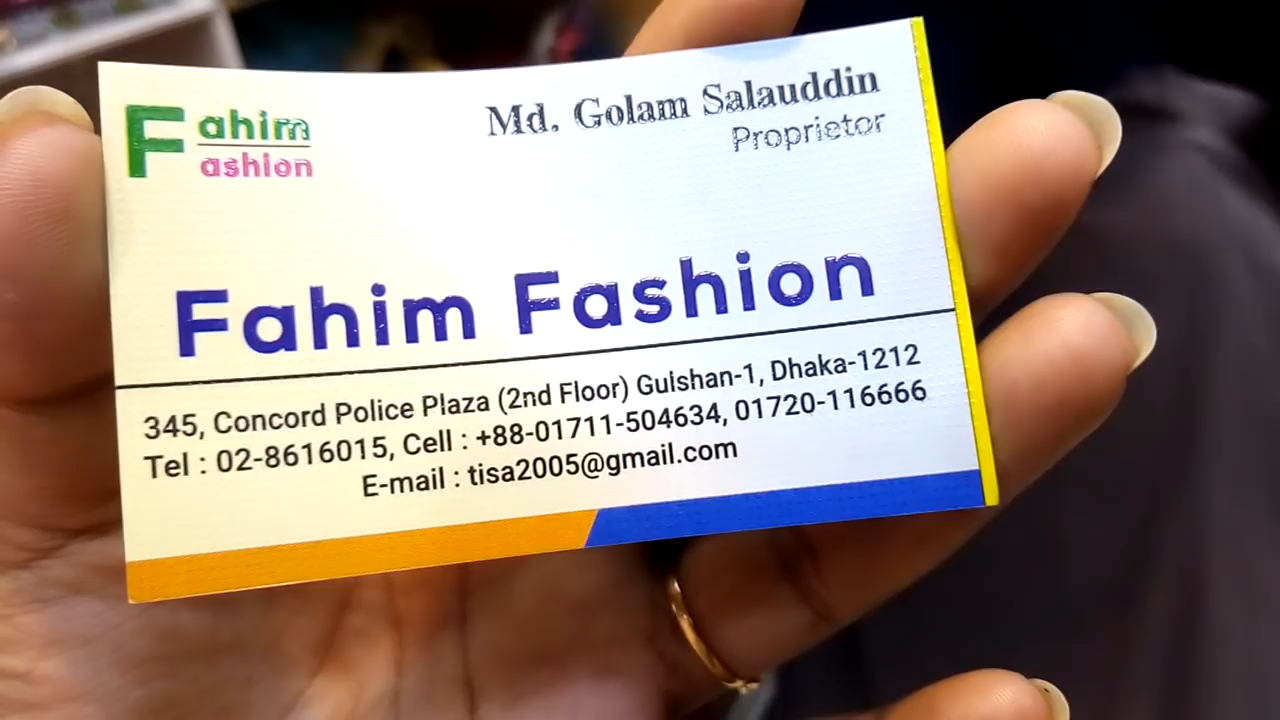 Fahim
Fashion
Md. Golam Salauddin
Proprietor
Fahim Fashion
345, Concord Police Plaza (2nd Floor) Guishan-1, Dhaka-1212
Tel : 02-8616015, Cell : +88-01711-504634, 01720-116666
E-mail : tisa2005@gmail.com